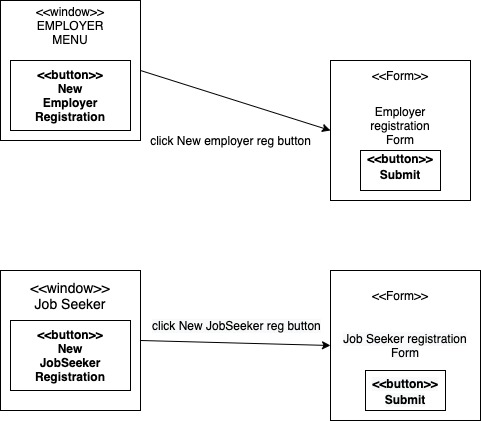 <<window>>
EMPLOYER
MENU
<<button>>
New
Employer
Registration
click New employer reg button
<<Form>>
Employer
registration
Form
<<button>>
Submit
<<window>>
Job Seeker
<<button>>
New
JobSeeker
Registration
click New JobSeeker reg button
<<Form>>
Job Seeker registration
Form
<<button>>
Submit